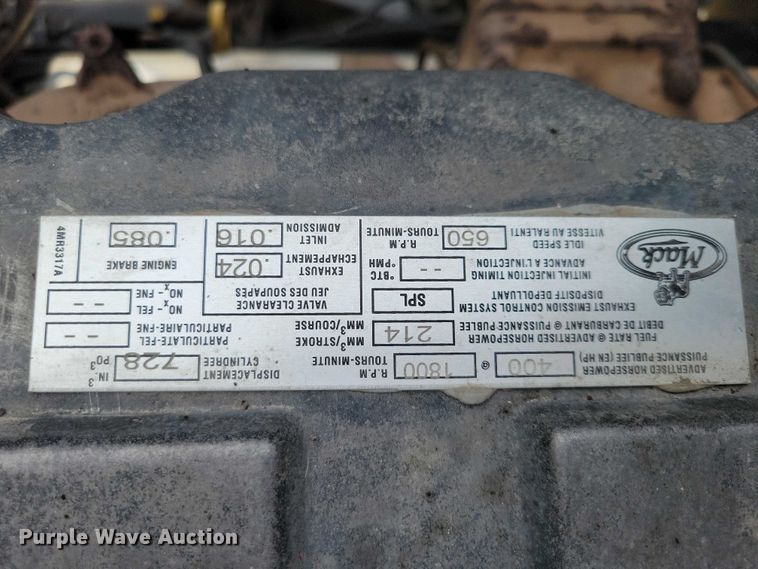 Mack
ADVERTISED HORSEPOWER
PUISSANCE PUBLIEE (EN HP)
400
@
1800
R.P.M
TOURS-MINUTE
FUEL RATE @ ADVERTISED HORSEPOWER
DEBIT DE CARBURANT @ PUISSANCE PUBLEE
214
MM³/STROKE
MM³/COURSE
EXHAUST EMISSION CONTROL SYSTEM
DISPOSITIF DEPOLLUANT
SPL
INITIAL INJECTION TIMING
ADVANCE A L'INJECTION
--
°BTC
°PMH
IDLE SPEED
VITESSE AU RALENTI
650
R.P.M
TOURS-MINUTE
DISPLACEMENT
CYLINDREE
728
IN.³
PO³
PARTICULATE-FEL
PARTICULAIRE-FNE
--
NO-x- FEL
NO-x- FNE
--
VALVE CLEARANCE
JEU DES SOUPAPES
EXHAUST
ECHAPPEMENT
.024
INLET
ADMISSION
.016
ENGINE BRAKE
.085
4MR3317A
Purple Wave Auction